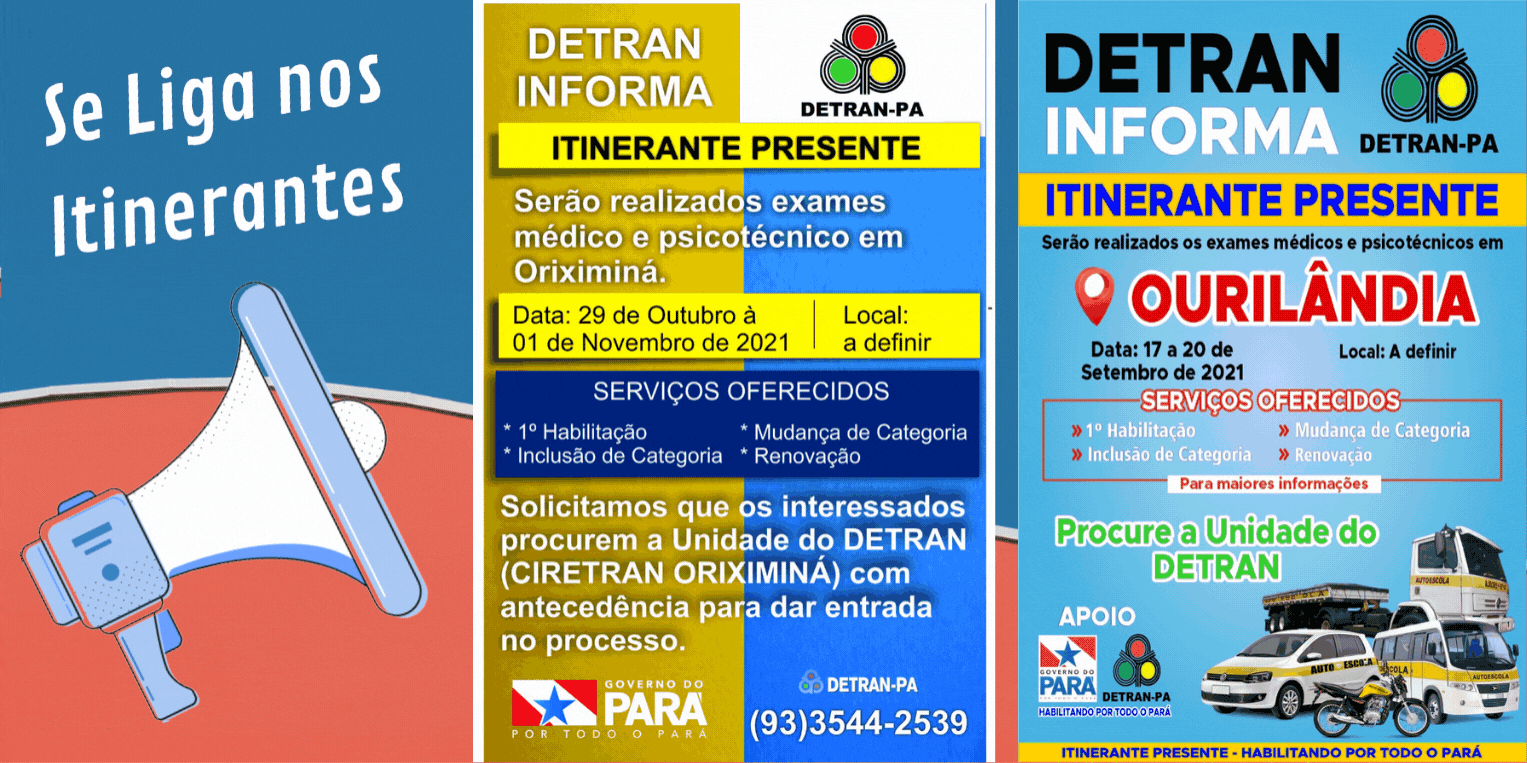 Se Liga nos
Itinerantes
DETRAN
INFORMA
DETRAN-PA
ITINERANTE PRESENTE
Serão realizados exames
médico e psicotécnico em
Oriximiná.
Data: 29 de Outubro à
01 de Novembro de 2021
Local:
a definir
SERVIÇOS OFERECIDOS
* 1º Habilitação
* Mudança de Categoria
* Inclusão de Categoria
* Renovação
Solicitamos que os interessados
procurem a Unidade do DETRAN
(CIRETRAN ORIXIMINÁ) com
antecedência para dar entrada
no processo.
GOVERNO DO
PARÁ
POR TODO O PARÁ
DETRAN-PA
(93)3544-2539
DETRAN
INFORMA
DETRAN-PA
ITINERANTE PRESENTE
Serão realizados os exames médicos e psicotécnicos em
OURILÂNDIA
Data: 17 a 20 de
Setembro de 2021
Local: A definir
SERVIÇOS OFERECIDOS
» 1º Habilitação
» Mudança de Categoria
» Inclusão de Categoria
» Renovação
Para maiores informações
Procure a Unidade do
DETRAN
APOIO
GOVERNO DO
PARÁ
DETRAN-PA
HABILITANDO POR TODO O PARÁ
AUTOESCOLA
AUTO ESCOLA
AUTOESCOLA
ITINERANTE PRESENTE - HABILITANDO POR TODO O PARÁ